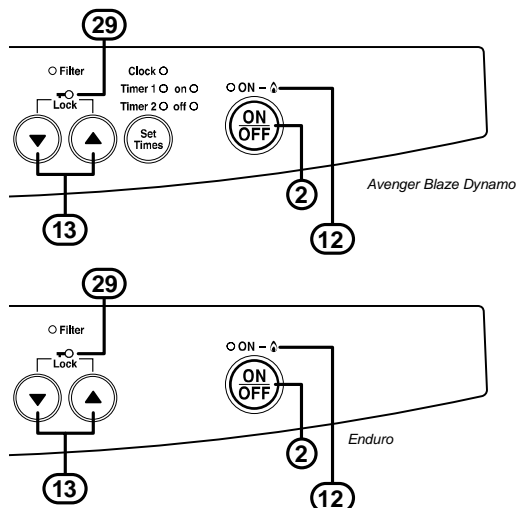 29
Filter Clock
Timer 1 on
Lock Timer 2 off
ON –
ON
OFF
Set
Times
Avenger Blaze Dynamo
13
2
12
29
Filter
Lock
ON –
ON
OFF
Enduro
13
2
12